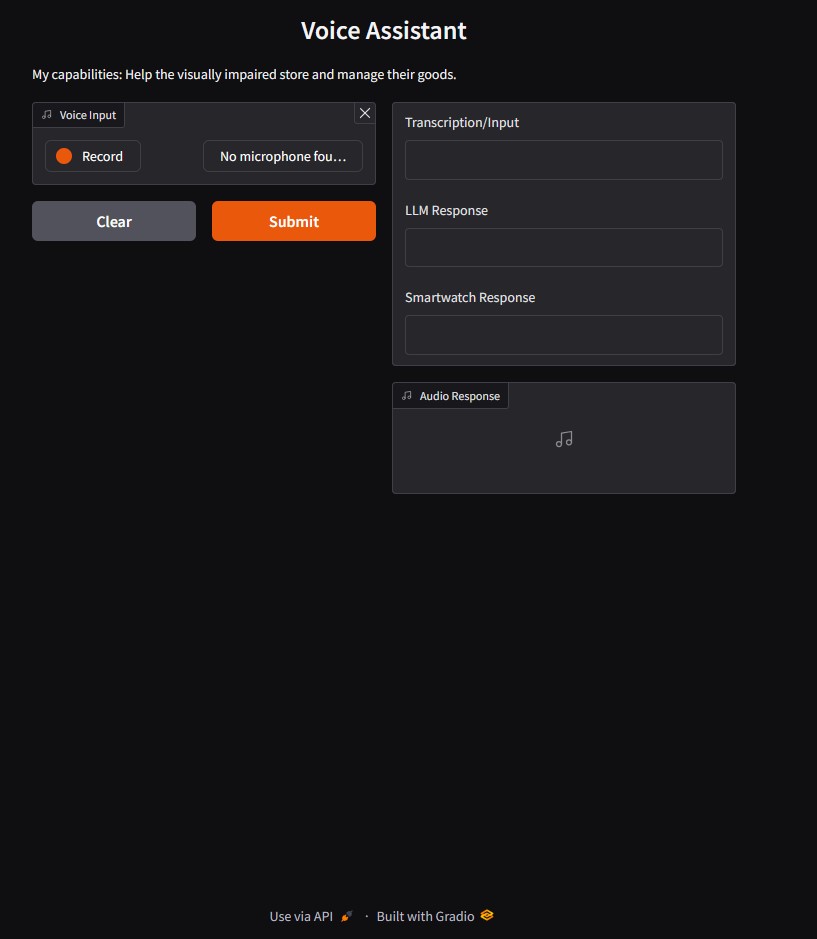 Voice Assistant
My capabilities: Help the visually impaired store and manage their goods.
Voice Input
Record
No microphone fou...
Clear
Submit
Transcription/Input
LLM Response
Smartwatch Response
Audio Response
Use via API · Built with Gradio